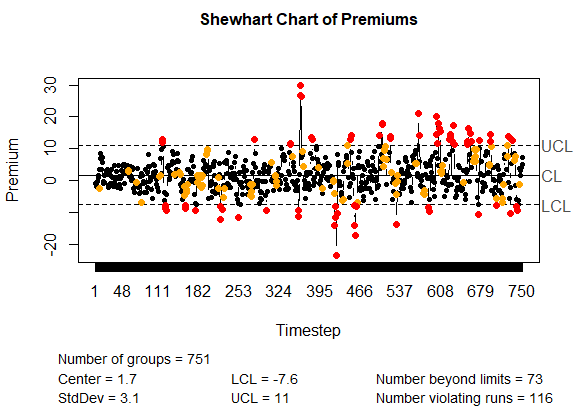 Shewhart Chart of Premiums
Premium
30
20
10
0
-20
UCL
CL
LCL
1 48 111 182 253 324 395 466 537 608 679 750
Timestep
Number of groups = 751
Center = 1.7 LCL = -7.6 Number beyond limits = 73
StdDev = 3.1 UCL = 11 Number violating runs = 116